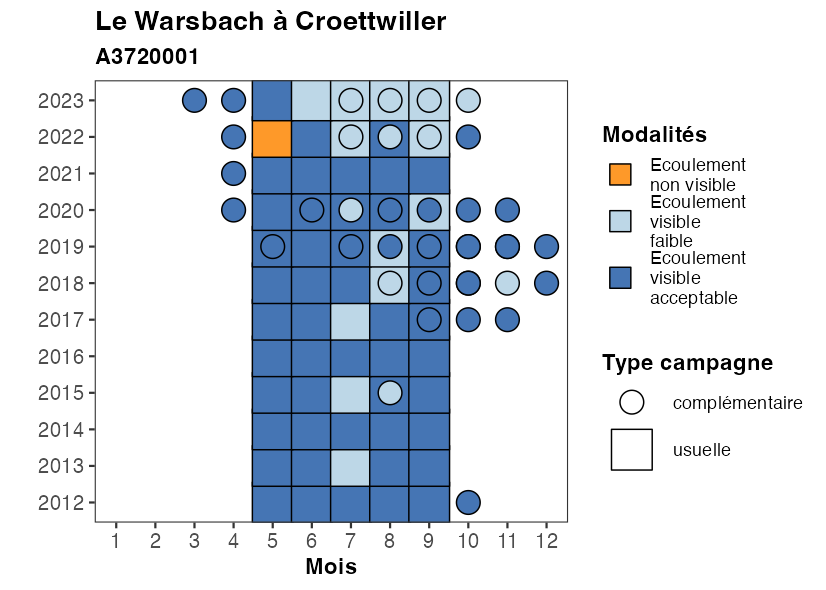 Le Warsbach à Croettwiller
A3720001
2023
2022
2021
2020
2019
2018
2017
2016
2015
2014
2013
2012
1 2 3 4 5 6 7 8 9 10 11 12
Mois
Modalités
Ecoulement
non visible
Ecoulement
visible
faible
Ecoulement
visible
acceptable
Type campagne
complémentaire
usuelle